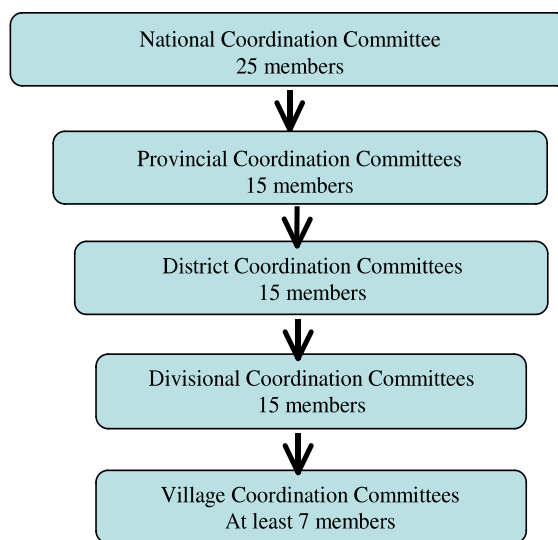 National Coordination Committee
25 members
Provincial Coordination Committees
15 members
District Coordination Committees
15 members
Divisional Coordination Committees
15 members
Village Coordination Committees
At least 7 members